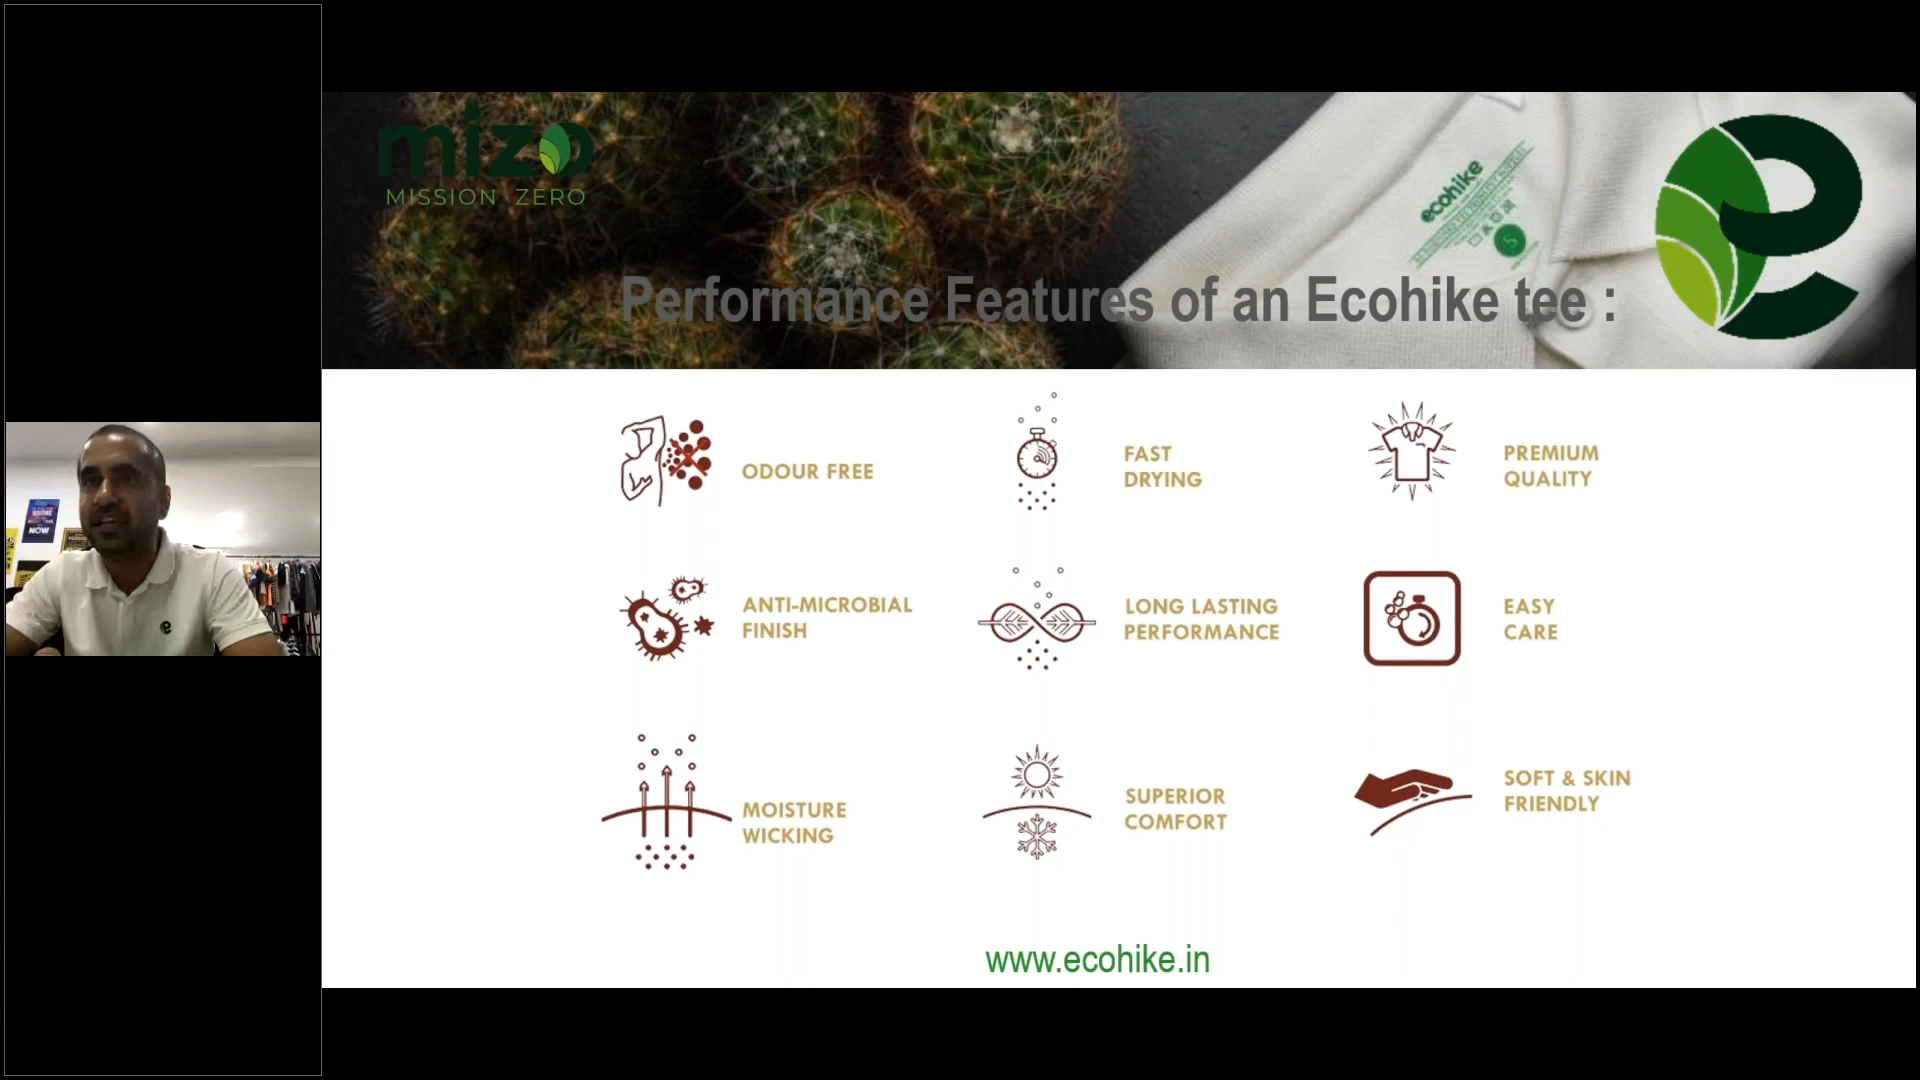 mizo
MISSION ZERO
ecohike
S
e
Performance Features of an Ecohike tee :
ODOUR FREE
FAST
DRYING
PREMIUM
QUALITY
ANTI-MICROBIAL
FINISH
LONG LASTING
PERFORMANCE
EASY
CARE
MOISTURE
WICKING
SUPERIOR
COMFORT
SOFT & SKIN
FRIENDLY
www.ecohike.in
NOW
e